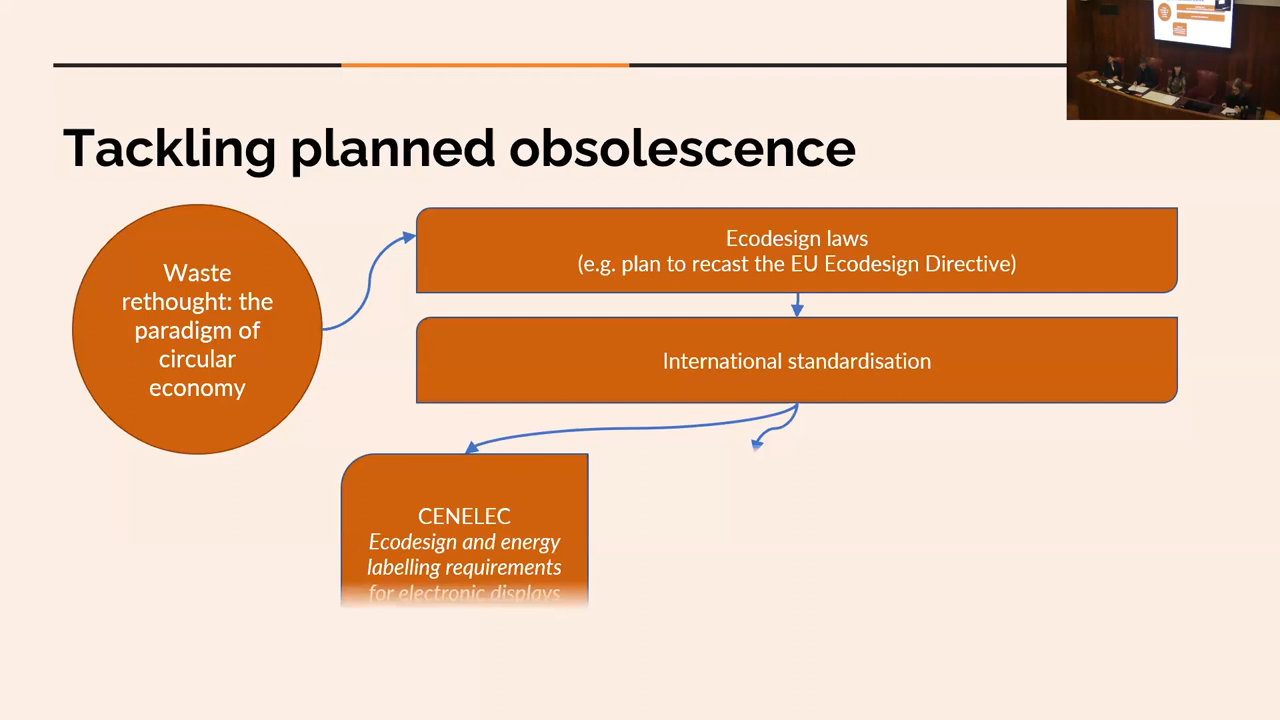 Tackling planned obsolescence
Waste
rethought: the
paradigm of
circular
economy
Ecodesign laws
(e.g. plan to recast the EU Ecodesign Directive)
International standardisation
CENELEC
Ecodesign and energy
labelling requirements
for electronic displays